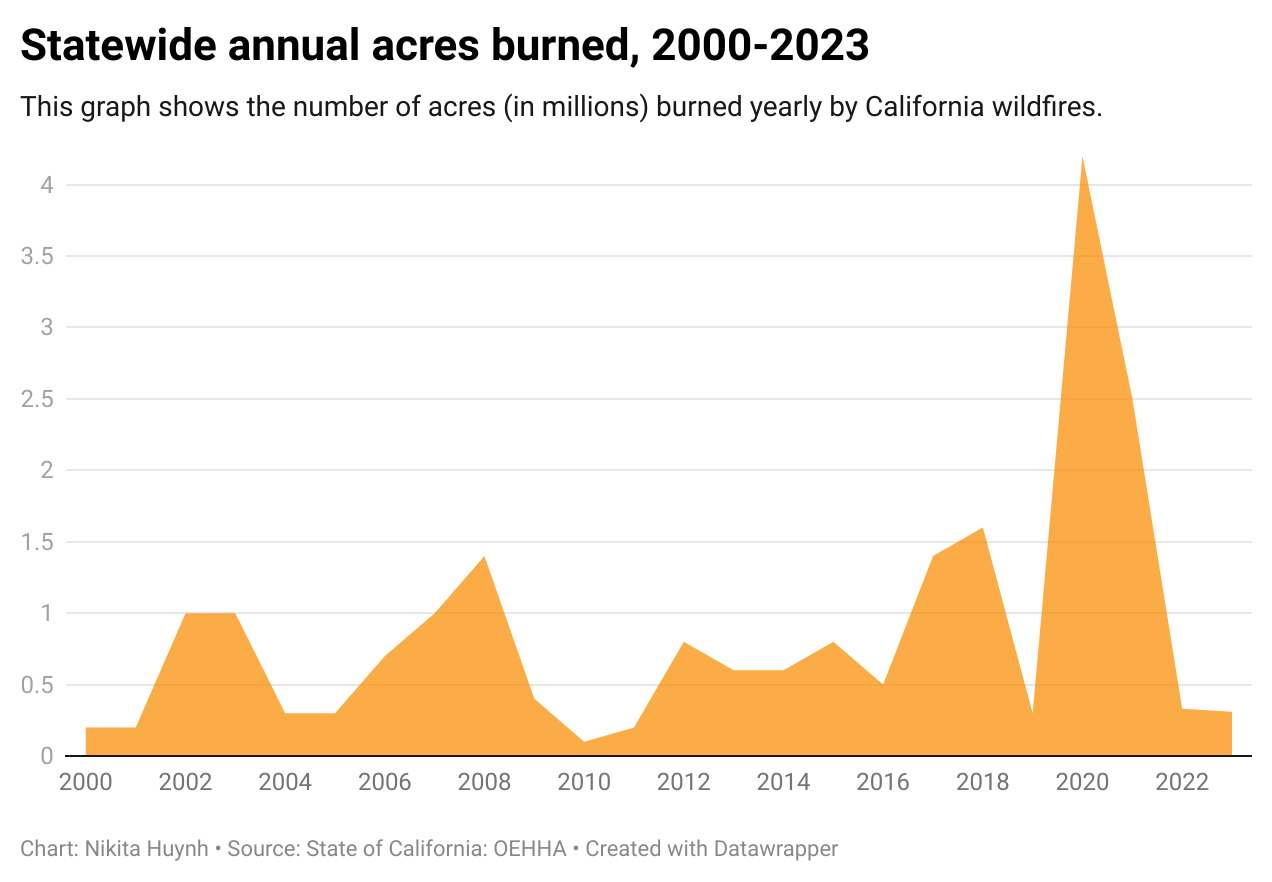 Statewide annual acres burned, 2000-2023
This graph shows the number of acres (in millions) burned yearly by California wildfires.
4
3.5
3
2.5
2
1.5
1
0.5
0
2000 2002 2004 2006 2008 2010 2012 2014 2016 2018 2020 2022
Chart: Nikita Huynh • Source: State of California: OEHHA • Created with Datawrapper